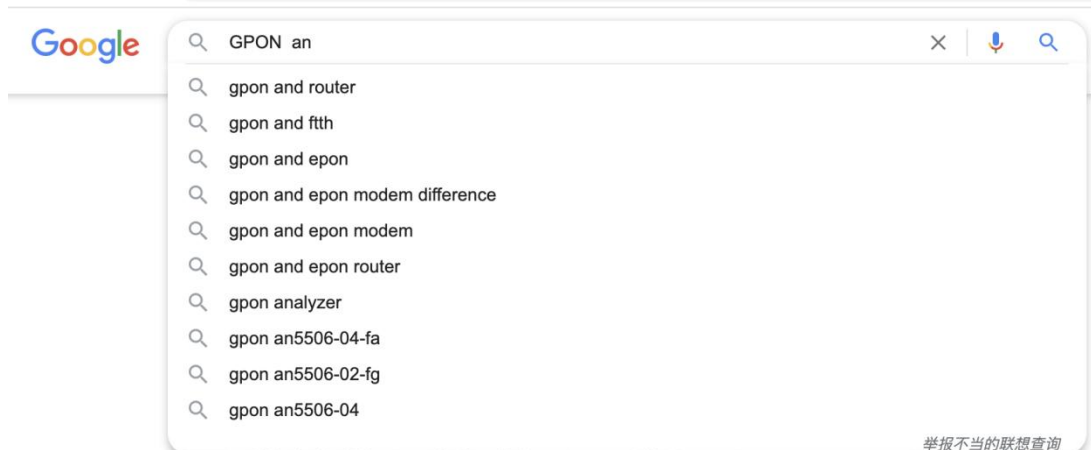 Google
GPON  an
gpon and router
gpon and ftth
gpon and epon
gpon and epon modem difference
gpon and epon modem
gpon and epon router
gpon analyzer
gpon an5506-04-fa
gpon an5506-02-fg
gpon an5506-04
举报不当的联想查询